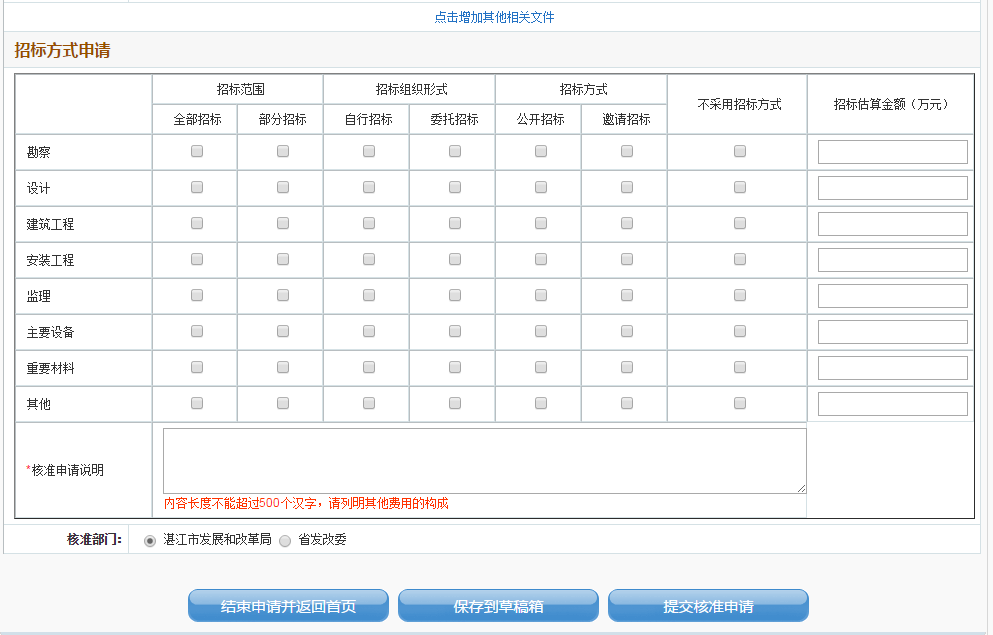 点击增加其他相关文件
招标方式申请
招标范围 招标组织形式 招标方式 不采用招标方式 招标估算金额（万元）
全部招标 部分招标 自行招标 委托招标 公开招标 邀请招标
勘察
设计
建筑工程
安装工程
监理
主要设备
重要材料
其他
*核准申请说明
内容长度不能超过500个汉字，请列明其他费用的构成
核准部门： 湛江市发展和改革局 省发改委
结束申请并返回首页 保存到草稿箱 提交核准申请